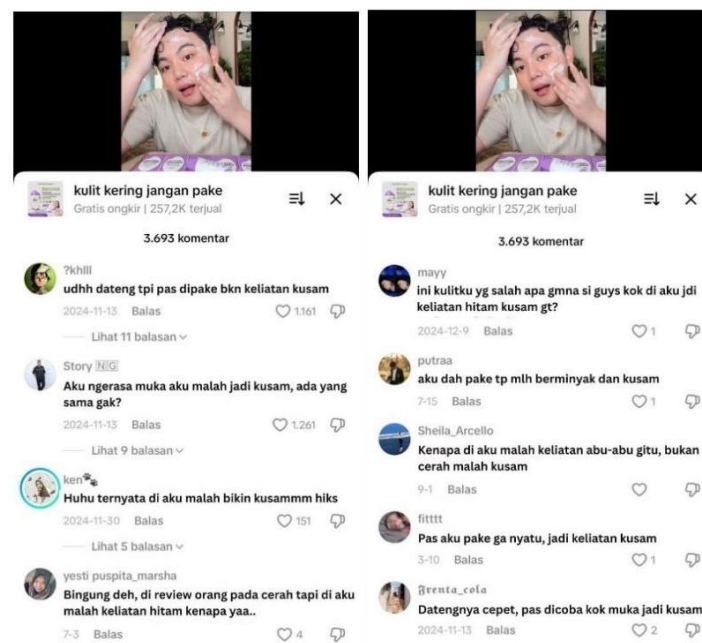 kulit kering jangan pake
Gratis ongkir | 257,2K terjual
3.693 komentar
?khlll
udhh dateng tpi pas dipake bkn keliatan kusam
2024-11-13 Balas 1.161
Lihat 11 balasan
Story 🇳🇬
Aku ngerasa muka aku malah jadi kusam, ada yang
sama gak?
2024-11-13 Balas 1.261
Lihat 9 balasan
ken🐾
Huhu ternyata di aku malah bikin kusammm hiks
2024-11-30 Balas 151
Lihat 5 balasan
yesti puspita_marsha
Bingung deh, di review orang pada cerah tapi di aku
malah keliatan hitam kenapa yaa..
7-3 Balas 4
kulit kering jangan pake
Gratis ongkir | 257,2K terjual
3.693 komentar
mayy
ini kulitku yg salah apa gmna si guys kok di aku jdi
keliatan hitam kusam gt?
2024-12-9 Balas 1
putraa
aku dah pake tp mlh berminyak dan kusam
7-15 Balas 1
Sheila_Arcello
Kenapa di aku malah keliatan abu-abu gitu, bukan
cerah malah kusam
9-1 Balas
fitttt
Pas aku pake ga nyatu, jadi keliatan kusam
3-10 Balas 1
𝕱𝖗𝖊𝖓𝖙𝖆_𝖈𝖔𝖑𝖆
Datengnya cepet, pas dicoba kok muka jadi kusam
2024-11-13 Balas 2